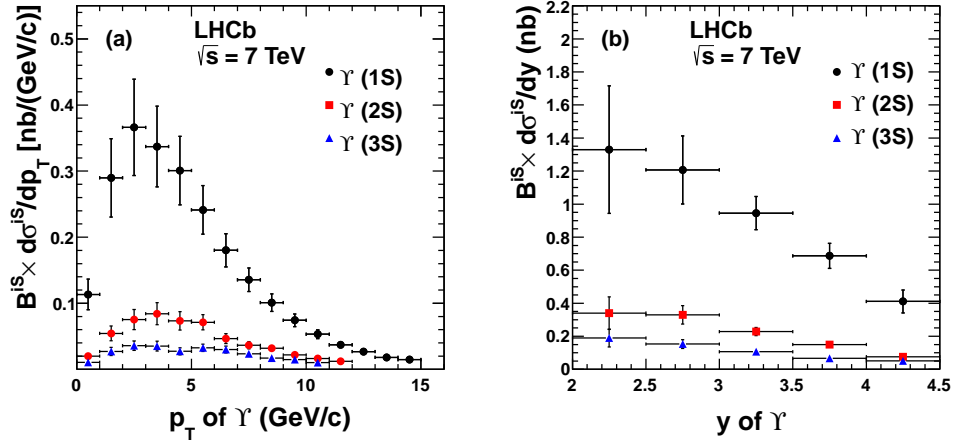 B^{iS} × dσ^{iS}/dp_T [nb/(GeV/c)]
0.5
0.4
0.3
0.2
0.1
(a)
LHCb
√s = 7 TeV
ϒ (1S)
ϒ (2S)
ϒ (3S)
0 5 10 15
p_T of ϒ (GeV/c)
B^{iS} × dσ^{iS}/dy (nb)
2.2
2
1.8
1.6
1.4
1.2
1
0.8
0.6
0.4
0.2
0
(b)
LHCb
√s = 7 TeV
ϒ (1S)
ϒ (2S)
ϒ (3S)
2 2.5 3 3.5 4 4.5
y of ϒ